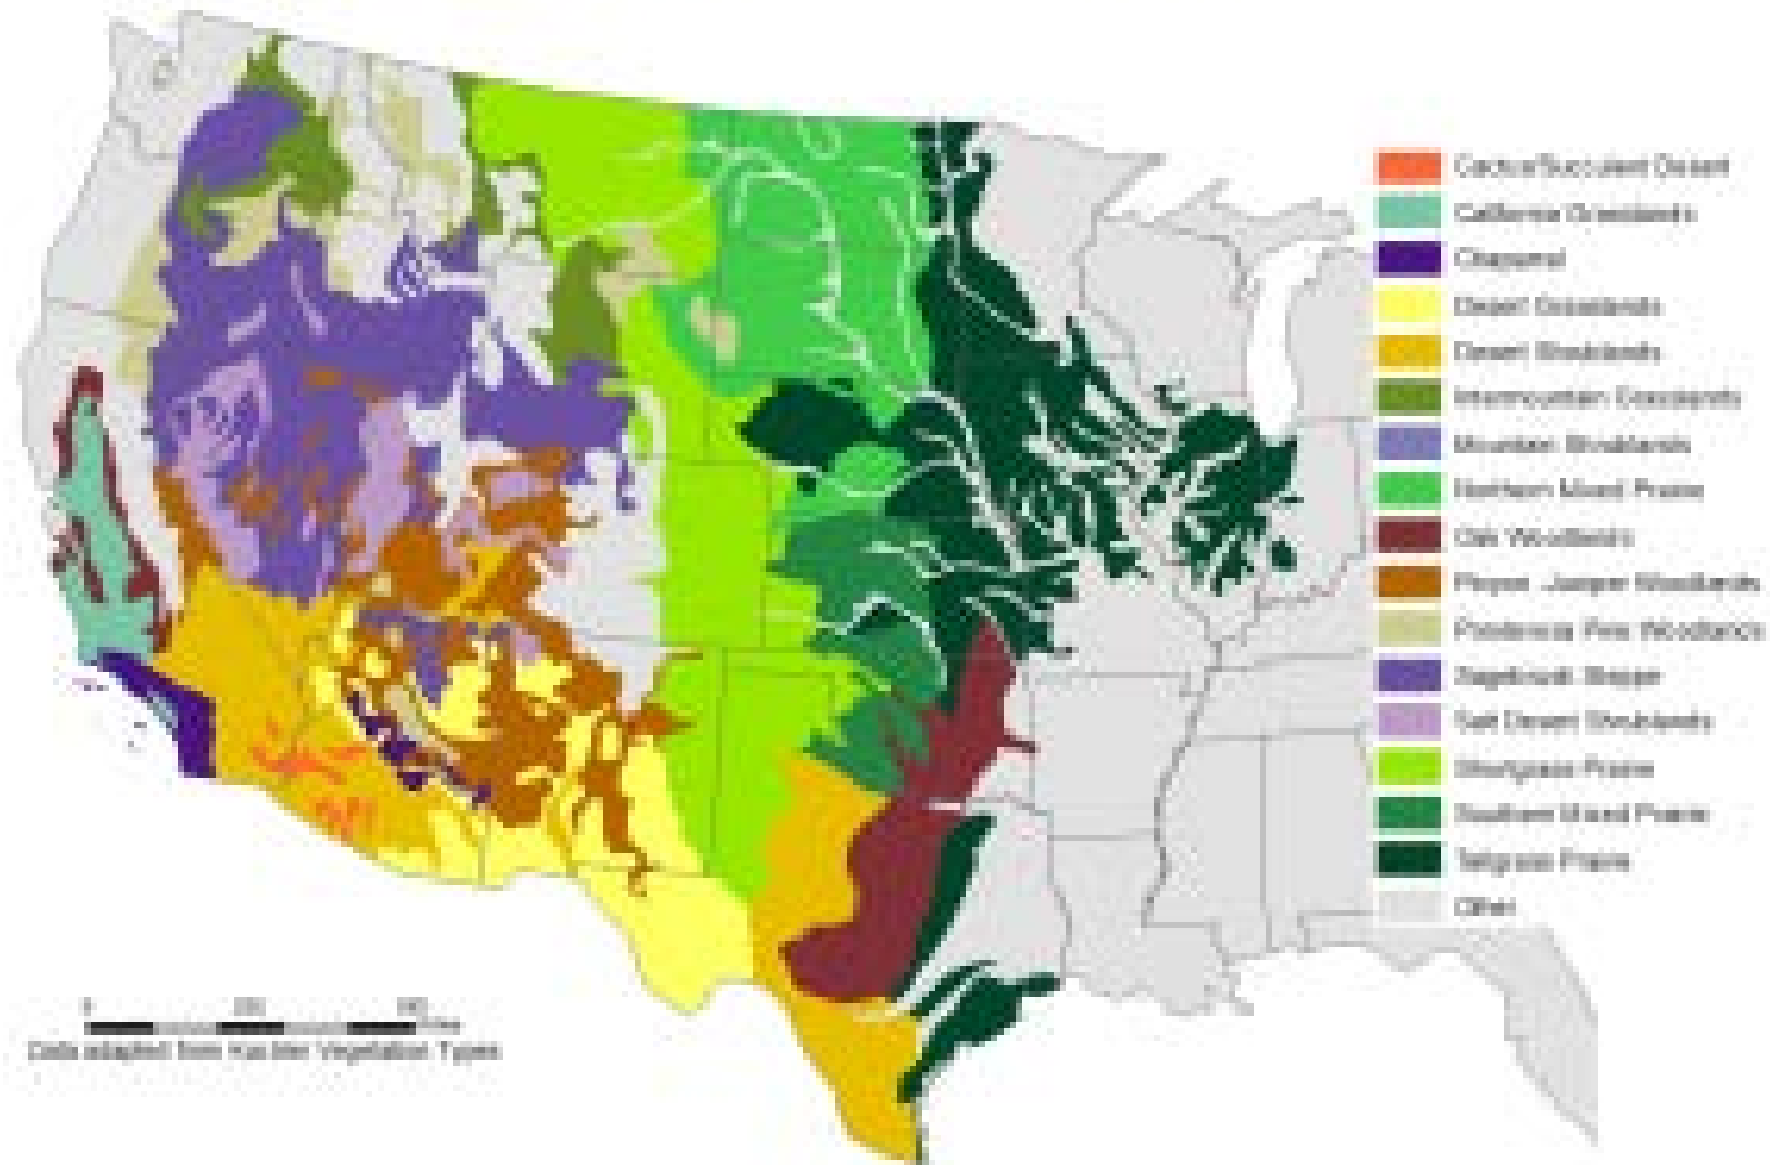 Cactus/Succulent Desert
California Grasslands
Chaparral
Desert Grasslands
Desert Shrublands
Intermountain Grasslands
Mountain Shrublands
Northern Mixed Prairie
Oak Woodlands
Pinyon-Juniper Woodlands
Ponderosa Pine Woodlands
Sagebrush Steppe
Salt Desert Shrublands
Shortgrass Prairie
Southern Mixed Prairie
Tallgrass Prairie
Other
0
Data adapted from Kuchler Vegetation Types